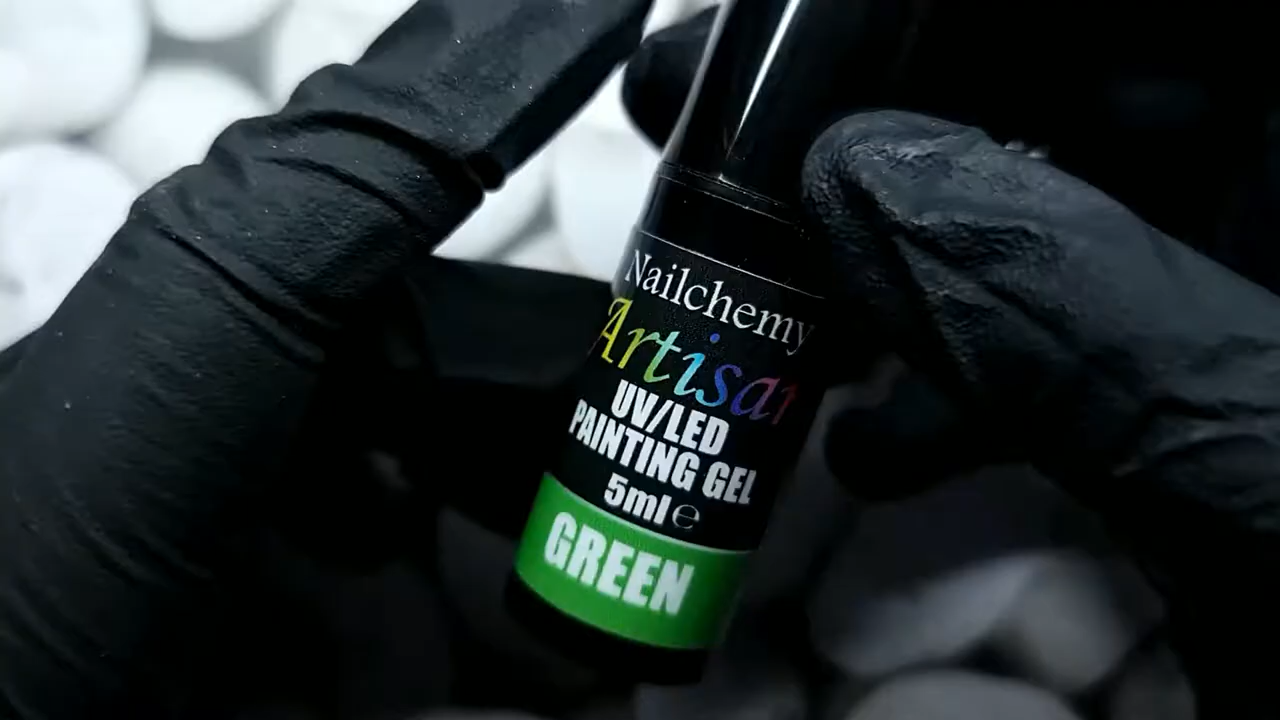 Nailchemy
Artisan
UV/LED
PAINTING GEL
5ml ℮
GREEN